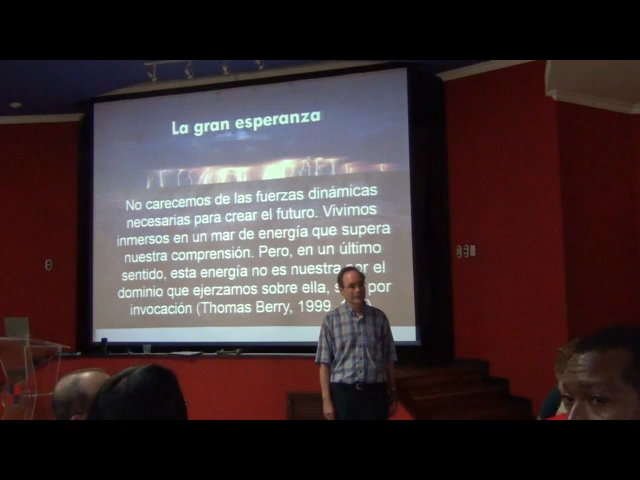 La gran esperanza
No carecemos de las fuerzas dinámicas
necesarias para crear el futuro. Vivimos
inmersos en un mar de energía que supera
nuestra comprensión. Pero, en un último
sentido, esta energía no es nuestra por el
dominio que ejerzamos sobre ella, por
invocación (Thomas Berry, 1999